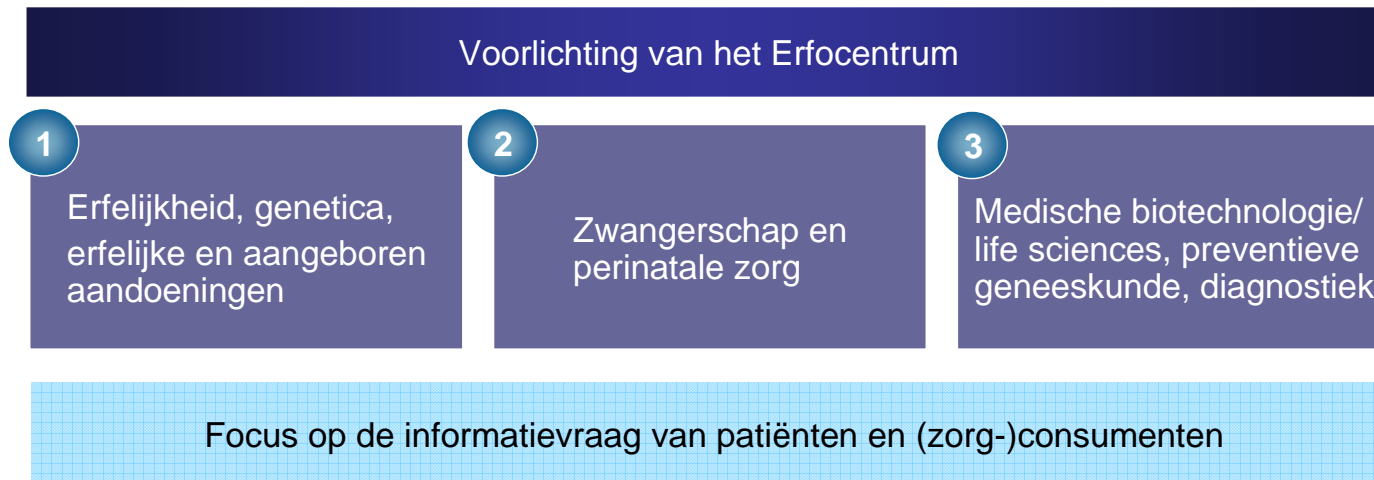 Voorlichting van het Erfocentrum
1
Erfelijkheid, genetica,
erfelijke en aangeboren
aandoeningen
2
Zwangerschap en
perinatale zorg
3
Medische biotechnologie/
life sciences, preventieve
geneeskunde, diagnostiek
Focus op de informatievraag van patiënten en (zorg-)consumenten